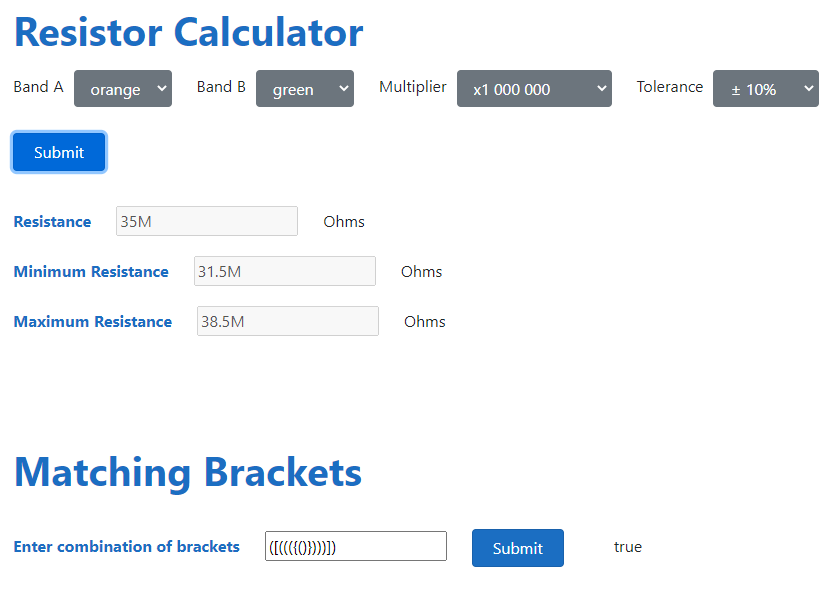 Resistor Calculator
Band A orange Band B green Multiplier x1 000 000 Tolerance ± 10%
Submit
Resistance 35M Ohms
Minimum Resistance 31.5M Ohms
Maximum Resistance 38.5M Ohms
Matching Brackets
Enter combination of brackets ([(((({()})))]) Submit true